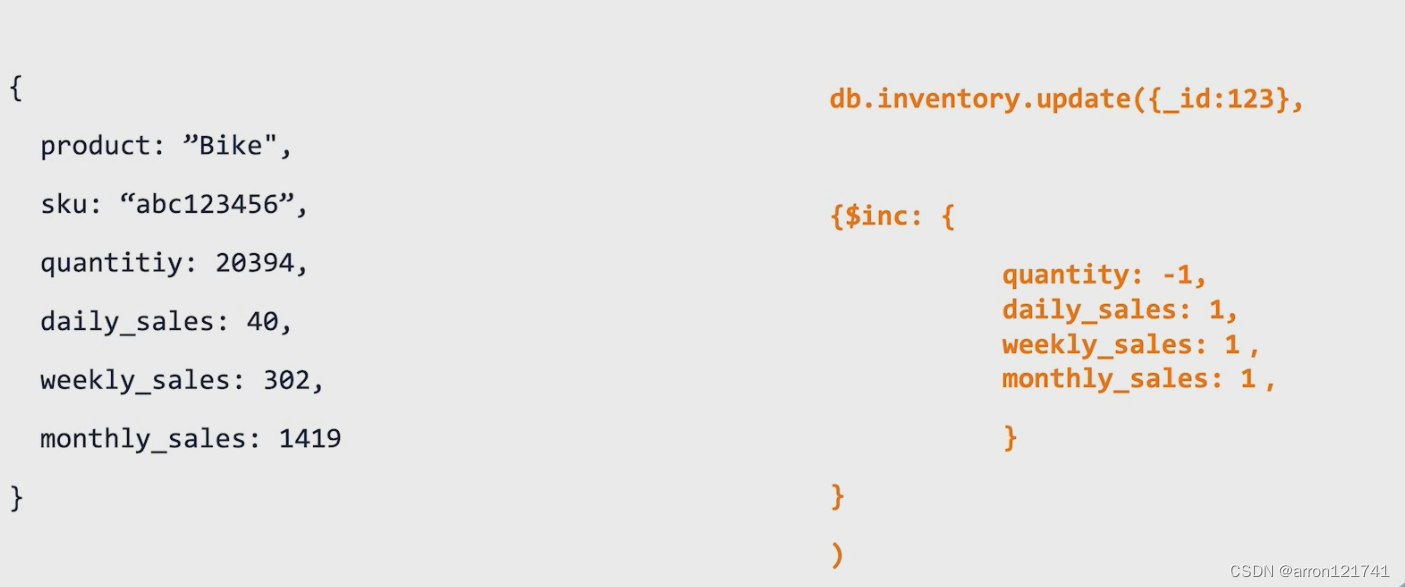 {
product: ”Bike",
sku: “abc123456”,
quantitiy: 20394,
daily_sales: 40,
weekly_sales: 302,
monthly_sales: 1419
}
db.inventory.update({_id:123},
{$inc: {
quantity: -1,
daily_sales: 1,
weekly_sales: 1 ,
monthly_sales: 1 ,
}
}
)
CSDN @arron121741